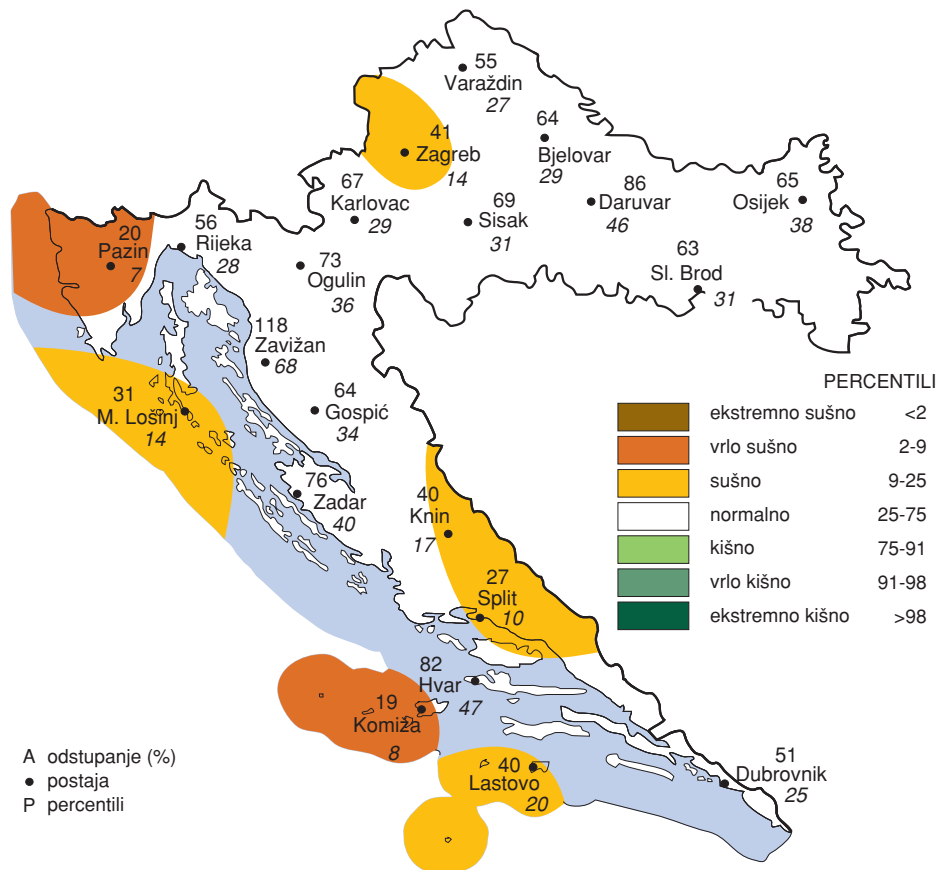 55
Varaždin
27
41
Zagreb
14
64
Bjelovar
29
67
Karlovac
29
69
Sisak
31
86
Daruvar
46
65
Osijek
38
20
Pazin
7
56
Rijeka
28
73
Ogulin
36
63
Sl. Brod
31
118
Zavižan
68
31
M. Lošinj
14
64
Gospić
34
76
Zadar
40
40
Knin
17
27
Split
10
82
Hvar
47
19
Komiža
8
40
Lastovo
20
51
Dubrovnik
25
PERCENTILI
ekstremno sušno <2
vrlo sušno 2-9
sušno 9-25
normalno 25-75
kišno 75-91
vrlo kišno 91-98
ekstremno kišno >98
A odstupanje (%)
postaja
P percentili